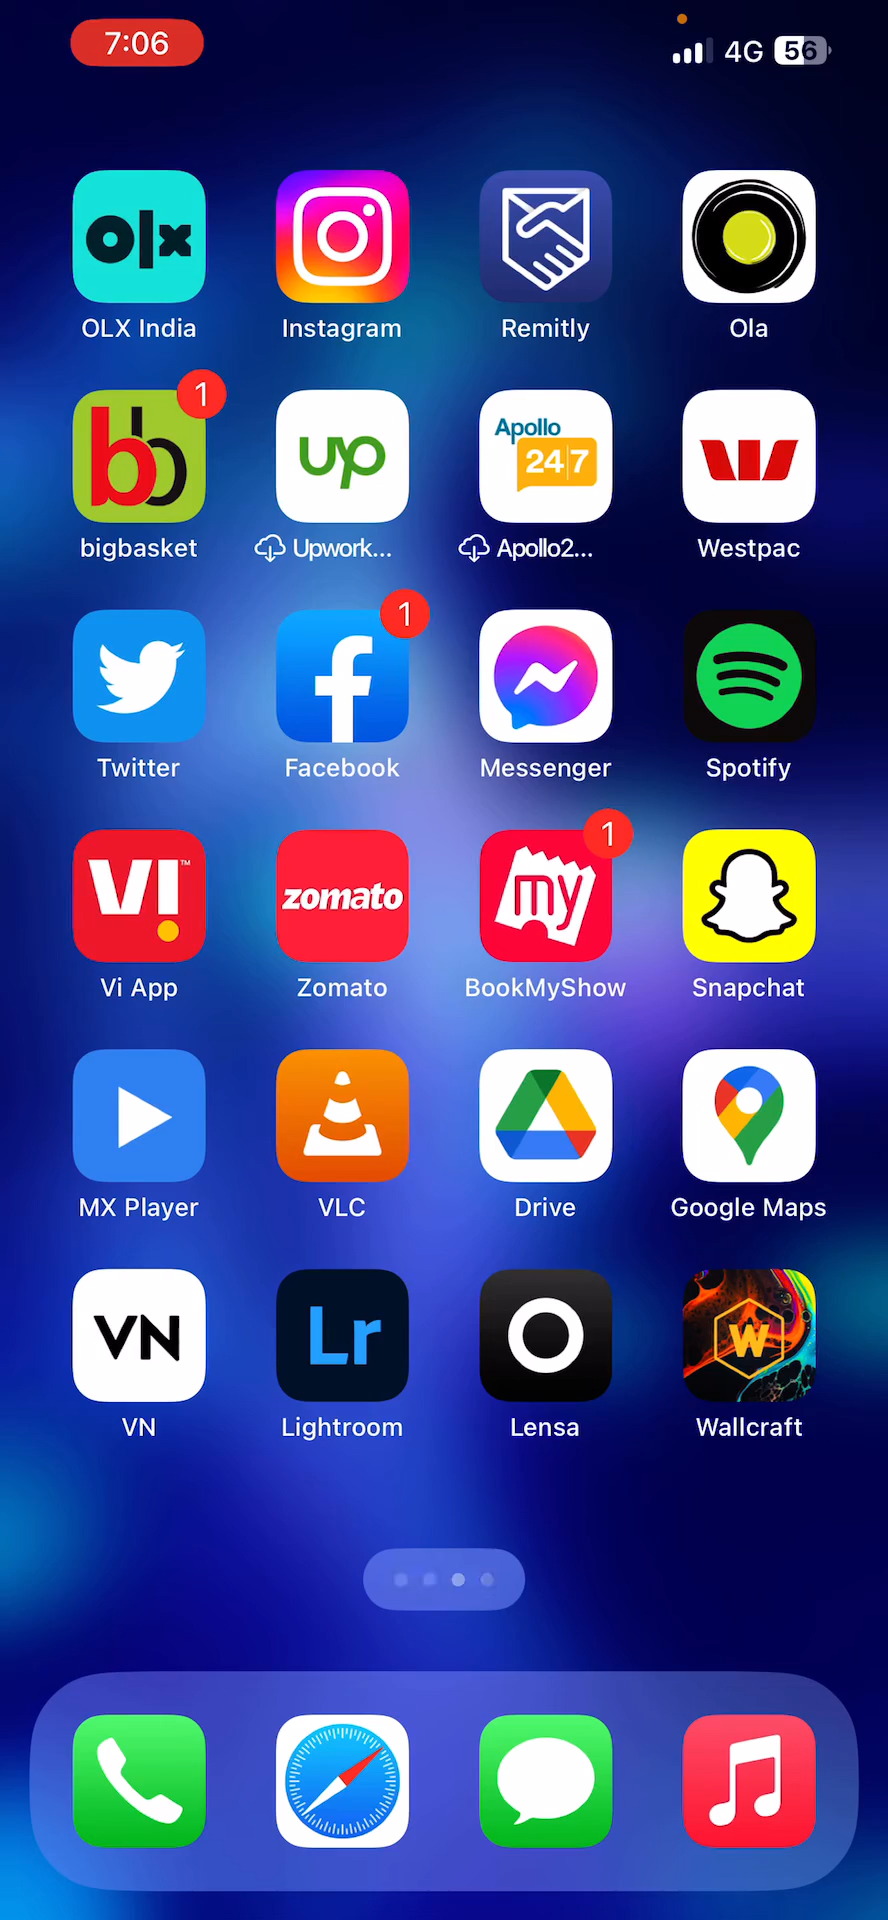 7:06
4G 56
olx
OLX India
Instagram
Remitly
Ola
bb 1
up
Apollo
24|7
bigbasket
Upwork...
Apollo2...
Westpac
1
Twitter
Facebook
Messenger
Spotify
VI™
zomato
my 1
Vi App
Zomato
BookMyShow
Snapchat
MX Player
VLC
Drive
Google Maps
VN
Lr
W
VN
Lightroom
Lensa
Wallcraft